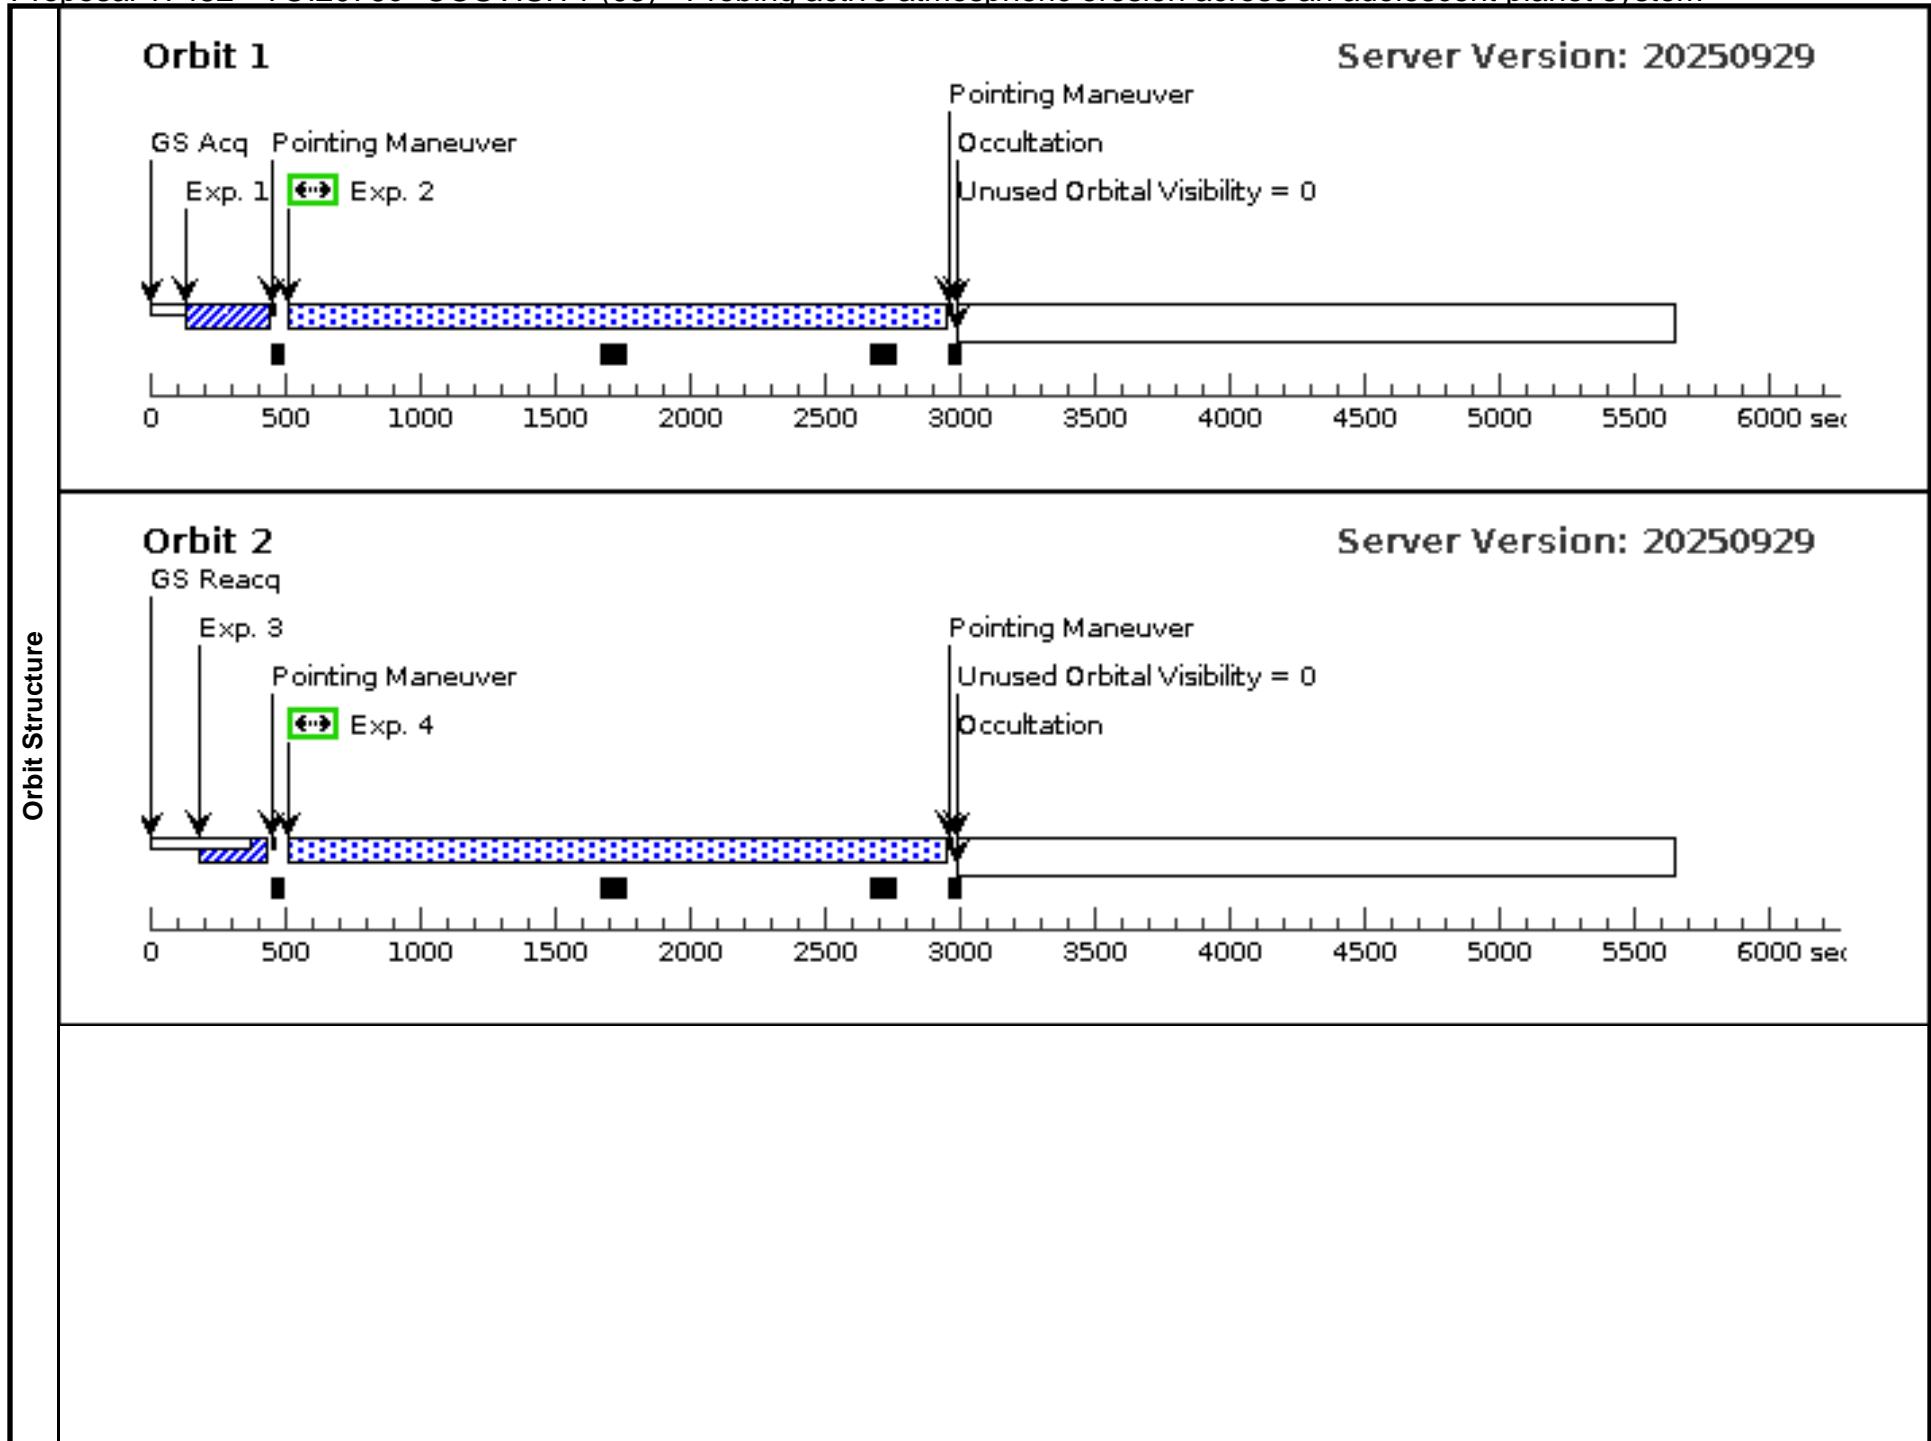 Orbit 1
Server Version: 20250929
Pointing Maneuver
GS Acq Pointing Maneuver Occultation
Exp. 1 Exp. 2 Unused Orbital Visibility = 0
0 500 1000 1500 2000 2500 3000 3500 4000 4500 5000 5500 6000
Orbit 2
Server Version: 20250929
GS Reacq
Exp. 3 Pointing Maneuver
Pointing Maneuver Unused Orbital Visibility = 0
Exp. 4 Occultation
0 500 1000 1500 2000 2500 3000 3500 4000 4500 5000 5500 6000
Orbit Structure